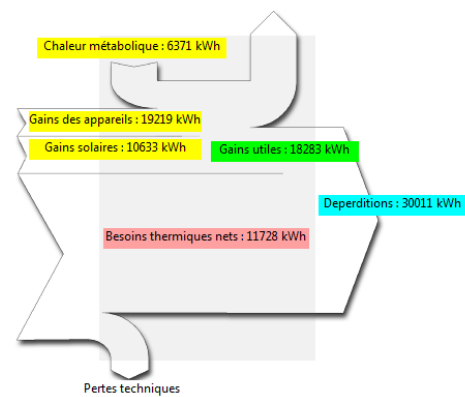 Chaleur métabolique : 6371 kWh
Gains des appareils : 19219 kWh
Gains solaires : 10633 kWh
Gains utiles : 18283 kWh
Deperditions : 30011 kWh
Besoins thermiques nets : 11728 kWh
Pertes techniques